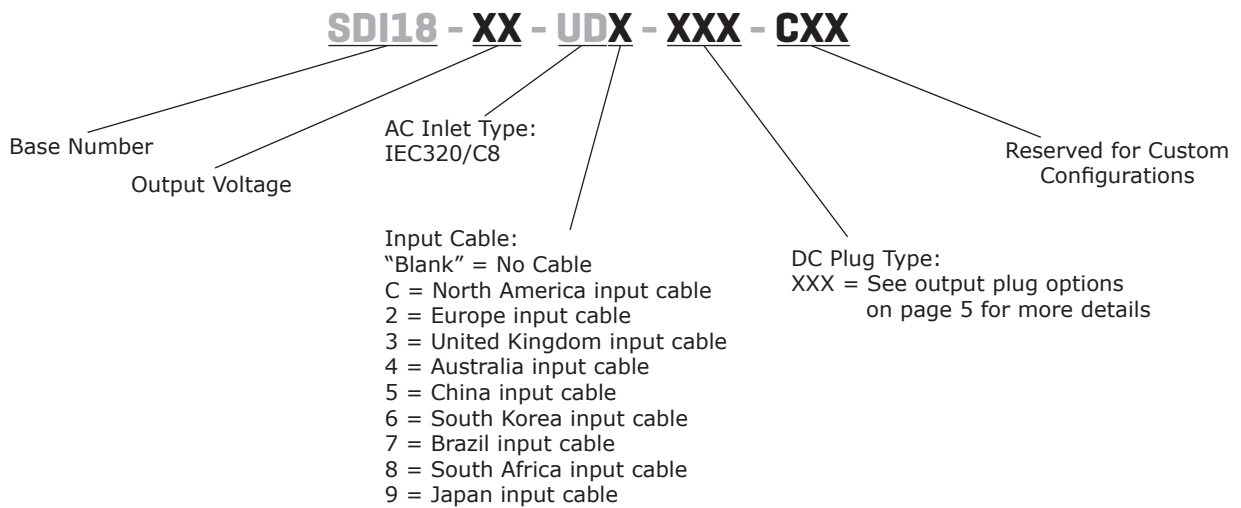 SDI18 - XX - UDX - XXX - CXX
Base Number
Output Voltage
AC Inlet Type:
IEC320/C8
Input Cable:
“Blank” = No Cable
C = North America input cable
2 = Europe input cable
3 = United Kingdom input cable
4 = Australia input cable
5 = China input cable
6 = South Korea input cable
7 = Brazil input cable
8 = South Africa input cable
9 = Japan input cable
DC Plug Type:
XXX = See output plug options
on page 5 for more details
Reserved for Custom
Configurations